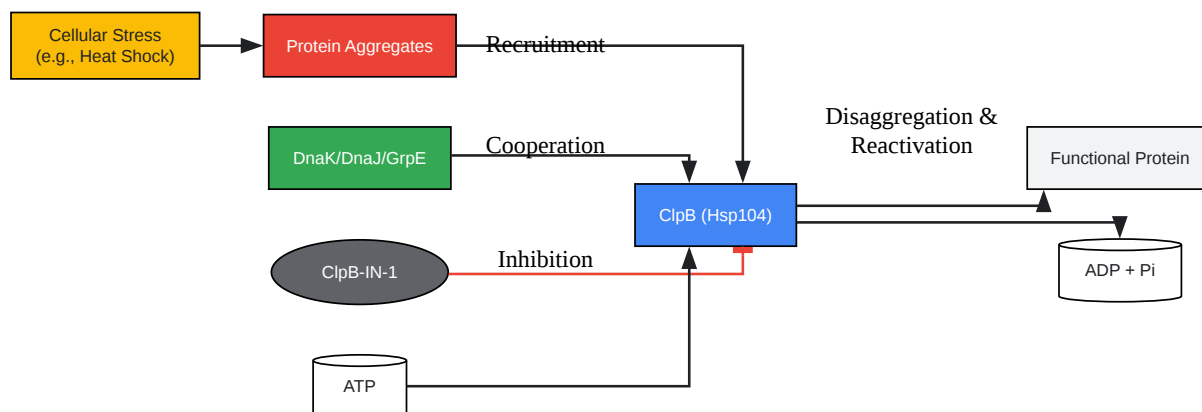 Cellular Stress
(e.g., Heat Shock)
Protein Aggregates
Recruitment
Disaggregation &
Reactivation
DnaK/DnaJ/GrpE
Cooperation
Functional Protein
ClpB (Hsp104)
ClpB-IN-1
Inhibition
ADP + Pi
ATP